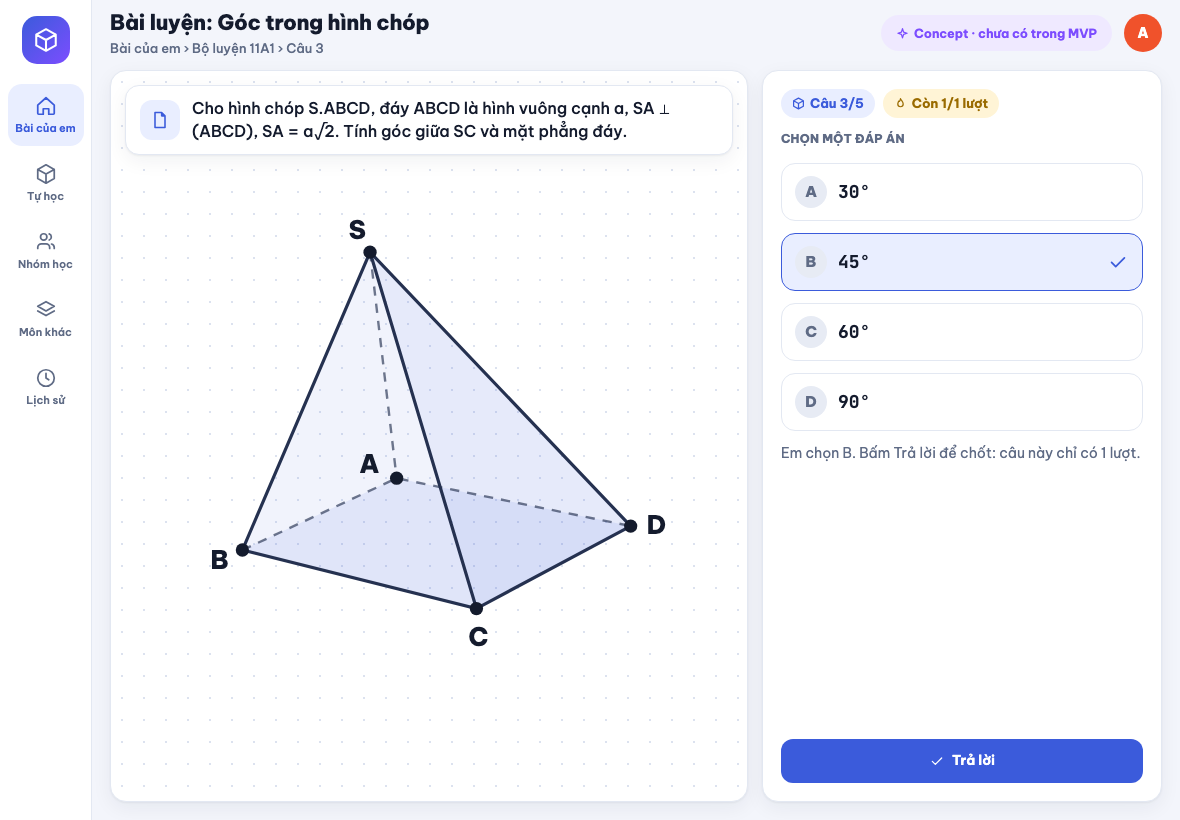 Bài luyện: Góc trong hình chóp
Bài của em › Bộ luyện 11A1 › Câu 3
Concept · chưa có trong MVP
A
Bài của em
Tự học
Nhóm học
Môn khác
Lịch sử
Cho hình chóp S.ABCD, đáy ABCD là hình vuông cạnh a, SA ⊥
(ABCD), SA = a√2. Tính góc giữa SC và mặt phẳng đáy.
S
A
D
B
C
Câu 3/5
Còn 1/1 lượt
CHỌN MỘT ĐÁP ÁN
A 30°
B 45°
C 60°
D 90°
Em chọn B. Bấm Trả lời để chốt: câu này chỉ có 1 lượt.
Trả lời